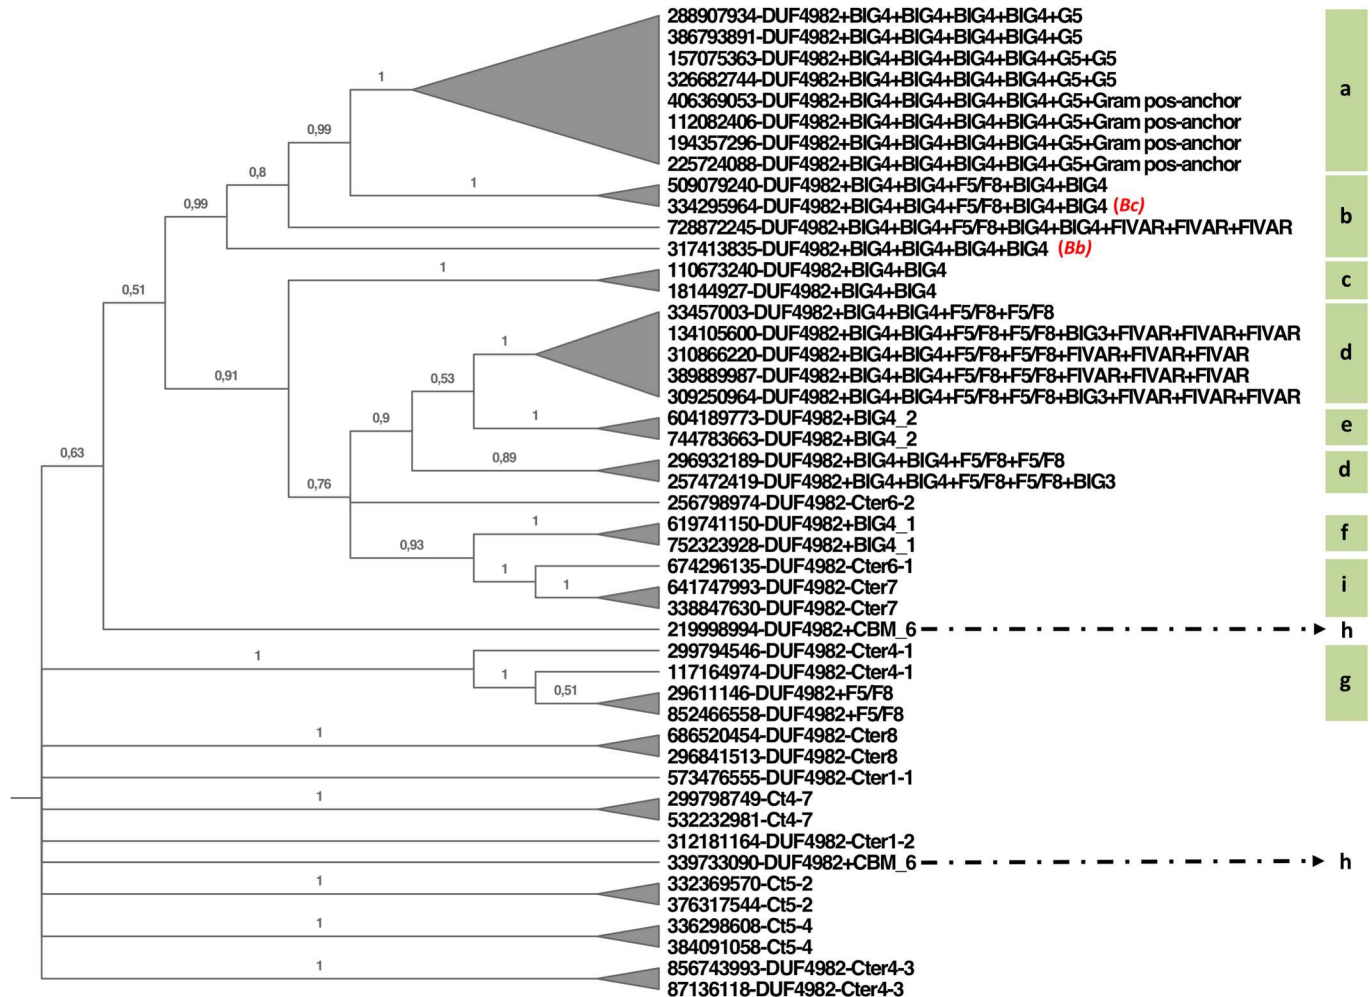 288907934-DUF4982+BIG4+BIG4+BIG4+BIG4+G5
386793891-DUF4982+BIG4+BIG4+BIG4+BIG4+G5
157075363-DUF4982+BIG4+BIG4+BIG4+BIG4+G5+G5
326682744-DUF4982+BIG4+BIG4+BIG4+BIG4+G5+G5
406369053-DUF4982+BIG4+BIG4+BIG4+BIG4+G5+Gram pos-anchor
1
a
112082406-DUF4982+BIG4+BIG4+BIG4+BIG4+G5+Gram pos-anchor
0,99
194357296-DUF4982+BIG4+BIG4+BIG4+BIG4+G5+Gram pos-anchor
225724088-DUF4982+BIG4+BIG4+BIG4+BIG4+G5+Gram pos-anchor
0,8
1
509079240-DUF4982+BIG4+BIG4+F5/F8+BIG4+BIG4
0,99
334295964-DUF4982+BIG4+BIG4+F5/F8+BIG4+BIG4 (Bc)
b
728872245-DUF4982+BIG4+BIG4+F5/F8+BIG4+BIG4+FIVAR+FIVAR+FIVAR
317413835-DUF4982+BIG4+BIG4+BIG4+BIG4 (Bb)
1
110673240-DUF4982+BIG4+BIG4
c
0,51
18144927-DUF4982+BIG4+BIG4
33457003-DUF4982+BIG4+BIG4+F5/F8+F5/F8
134105600-DUF4982+BIG4+BIG4+F5/F8+F5/F8+BIG3+FIVAR+FIVAR+FIVAR
1
310866220-DUF4982+BIG4+BIG4+F5/F8+F5/F8+FIVAR+FIVAR+FIVAR
d
0,91
0,53
389889987-DUF4982+BIG4+BIG4+F5/F8+F5/F8+FIVAR+FIVAR+FIVAR
309250964-DUF4982+BIG4+BIG4+F5/F8+F5/F8+BIG3+FIVAR+FIVAR+FIVAR
0,9
1
604189773-DUF4982+BIG4_2
e
744783663-DUF4982+BIG4_2
0,63
0,89
296932189-DUF4982+BIG4+BIG4+F5/F8+F5/F8
d
257472419-DUF4982+BIG4+BIG4+F5/F8+F5/F8+BIG3
0,76
256798974-DUF4982-Cter6-2
1
619741150-DUF4982+BIG4_1
f
0,93
752323928-DUF4982+BIG4_1
1
674296135-DUF4982-Cter6-1
1
641747993-DUF4982-Cter7
i
338847630-DUF4982-Cter7
219998994-DUF4982+CBM_6
h
1
299794546-DUF4982-Cter4-1
1
117164974-DUF4982-Cter4-1
g
0,51
29611146-DUF4982+F5/F8
852466558-DUF4982+F5/F8
1
686520454-DUF4982-Cter8
296841513-DUF4982-Cter8
573476555-DUF4982-Cter1-1
1
299798749-Ct4-7
532232981-Ct4-7
312181164-DUF4982-Cter1-2
339733090-DUF4982+CBM_6
h
1
332369570-Ct5-2
376317544-Ct5-2
1
336298608-Ct5-4
384091058-Ct5-4
1
856743993-DUF4982-Cter4-3
87136118-DUF4982-Cter4-3